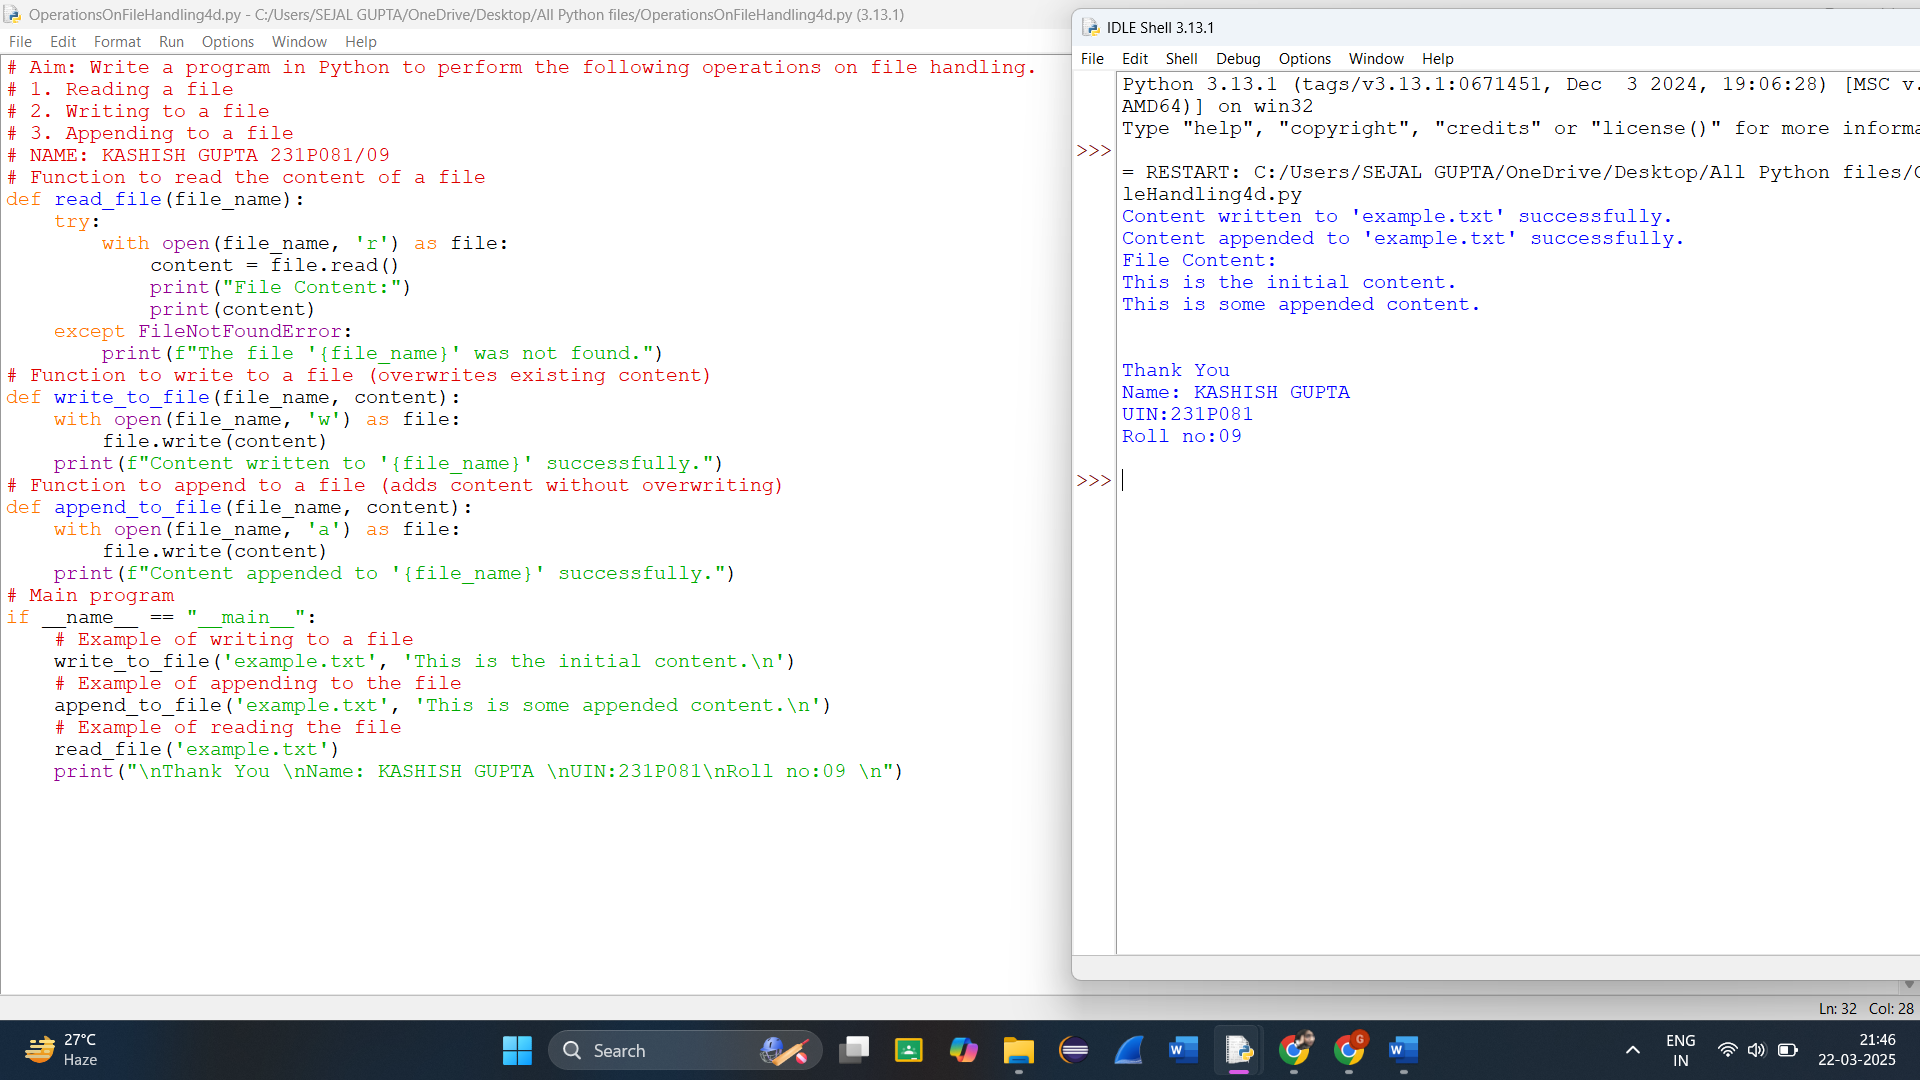 OperationsOnFileHandling4d.py - C:/Users/SEJAL GUPTA/OneDrive/Desktop/All Python files/OperationsOnFileHandling4d.py (3.13.1)
File Edit Format Run Options Window Help
# Aim: Write a program in Python to perform the following operations on file handling.
# 1. Reading a file
# 2. Writing to a file
# 3. Appending to a file
# NAME: KASHISH GUPTA 231P081/09
# Function to read the content of a file
def read_file(file_name):
    try:
        with open(file_name, 'r') as file:
            content = file.read()
            print("File Content:")
            print(content)
    except FileNotFoundError:
        print(f"The file '{file_name}' was not found.")
# Function to write to a file (overwrites existing content)
def write_to_file(file_name, content):
    with open(file_name, 'w') as file:
        file.write(content)
    print(f"Content written to '{file_name}' successfully.")
# Function to append to a file (adds content without overwriting)
def append_to_file(file_name, content):
    with open(file_name, 'a') as file:
        file.write(content)
    print(f"Content appended to '{file_name}' successfully.")
# Main program
if __name__ == "__main__":
    # Example of writing to a file
    write_to_file('example.txt', 'This is the initial content.\n')
    # Example of appending to the file
    append_to_file('example.txt', 'This is some appended content.\n')
    # Example of reading the file
    read_file('example.txt')
    print("\nThank You \nName: KASHISH GUPTA \nUIN:231P081\nRoll no:09 \n")
IDLE Shell 3.13.1
File Edit Shell Debug Options Window Help
Python 3.13.1 (tags/v3.13.1:0671451, Dec  3 2024, 19:06:28) [MSC v.
AMD64)] on win32
Type "help", "copyright", "credits" or "license()" for more
>>>
= RESTART: C:/Users/SEJAL GUPTA/OneDrive/Desktop/All Python files/
leHandling4d.py
Content written to 'example.txt' successfully.
Content appended to 'example.txt' successfully.
File Content:
This is the initial content.
This is some appended content.
Thank You
Name: KASHISH GUPTA
UIN:231P081
Roll no:09
>>>
Ln: 32 Col: 28
27°C
Haze
Search
ENG
IN
21:46
22-03-2025